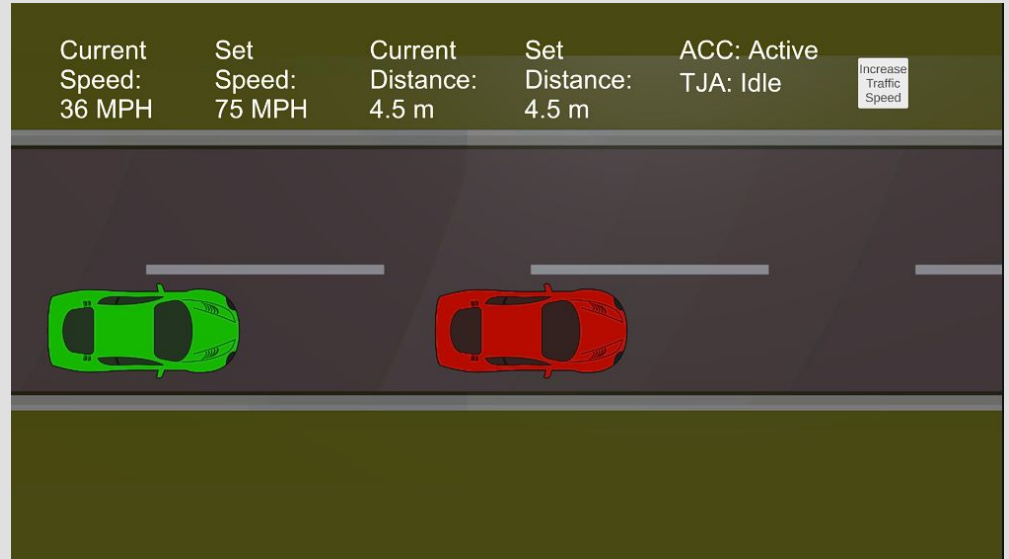 Current
Speed:
36 MPH
Set
Speed:
75 MPH
Current
Distance:
4.5 m
Set
Distance:
4.5 m
ACC: Active
TJA: Idle
Increase
Traffic
Speed